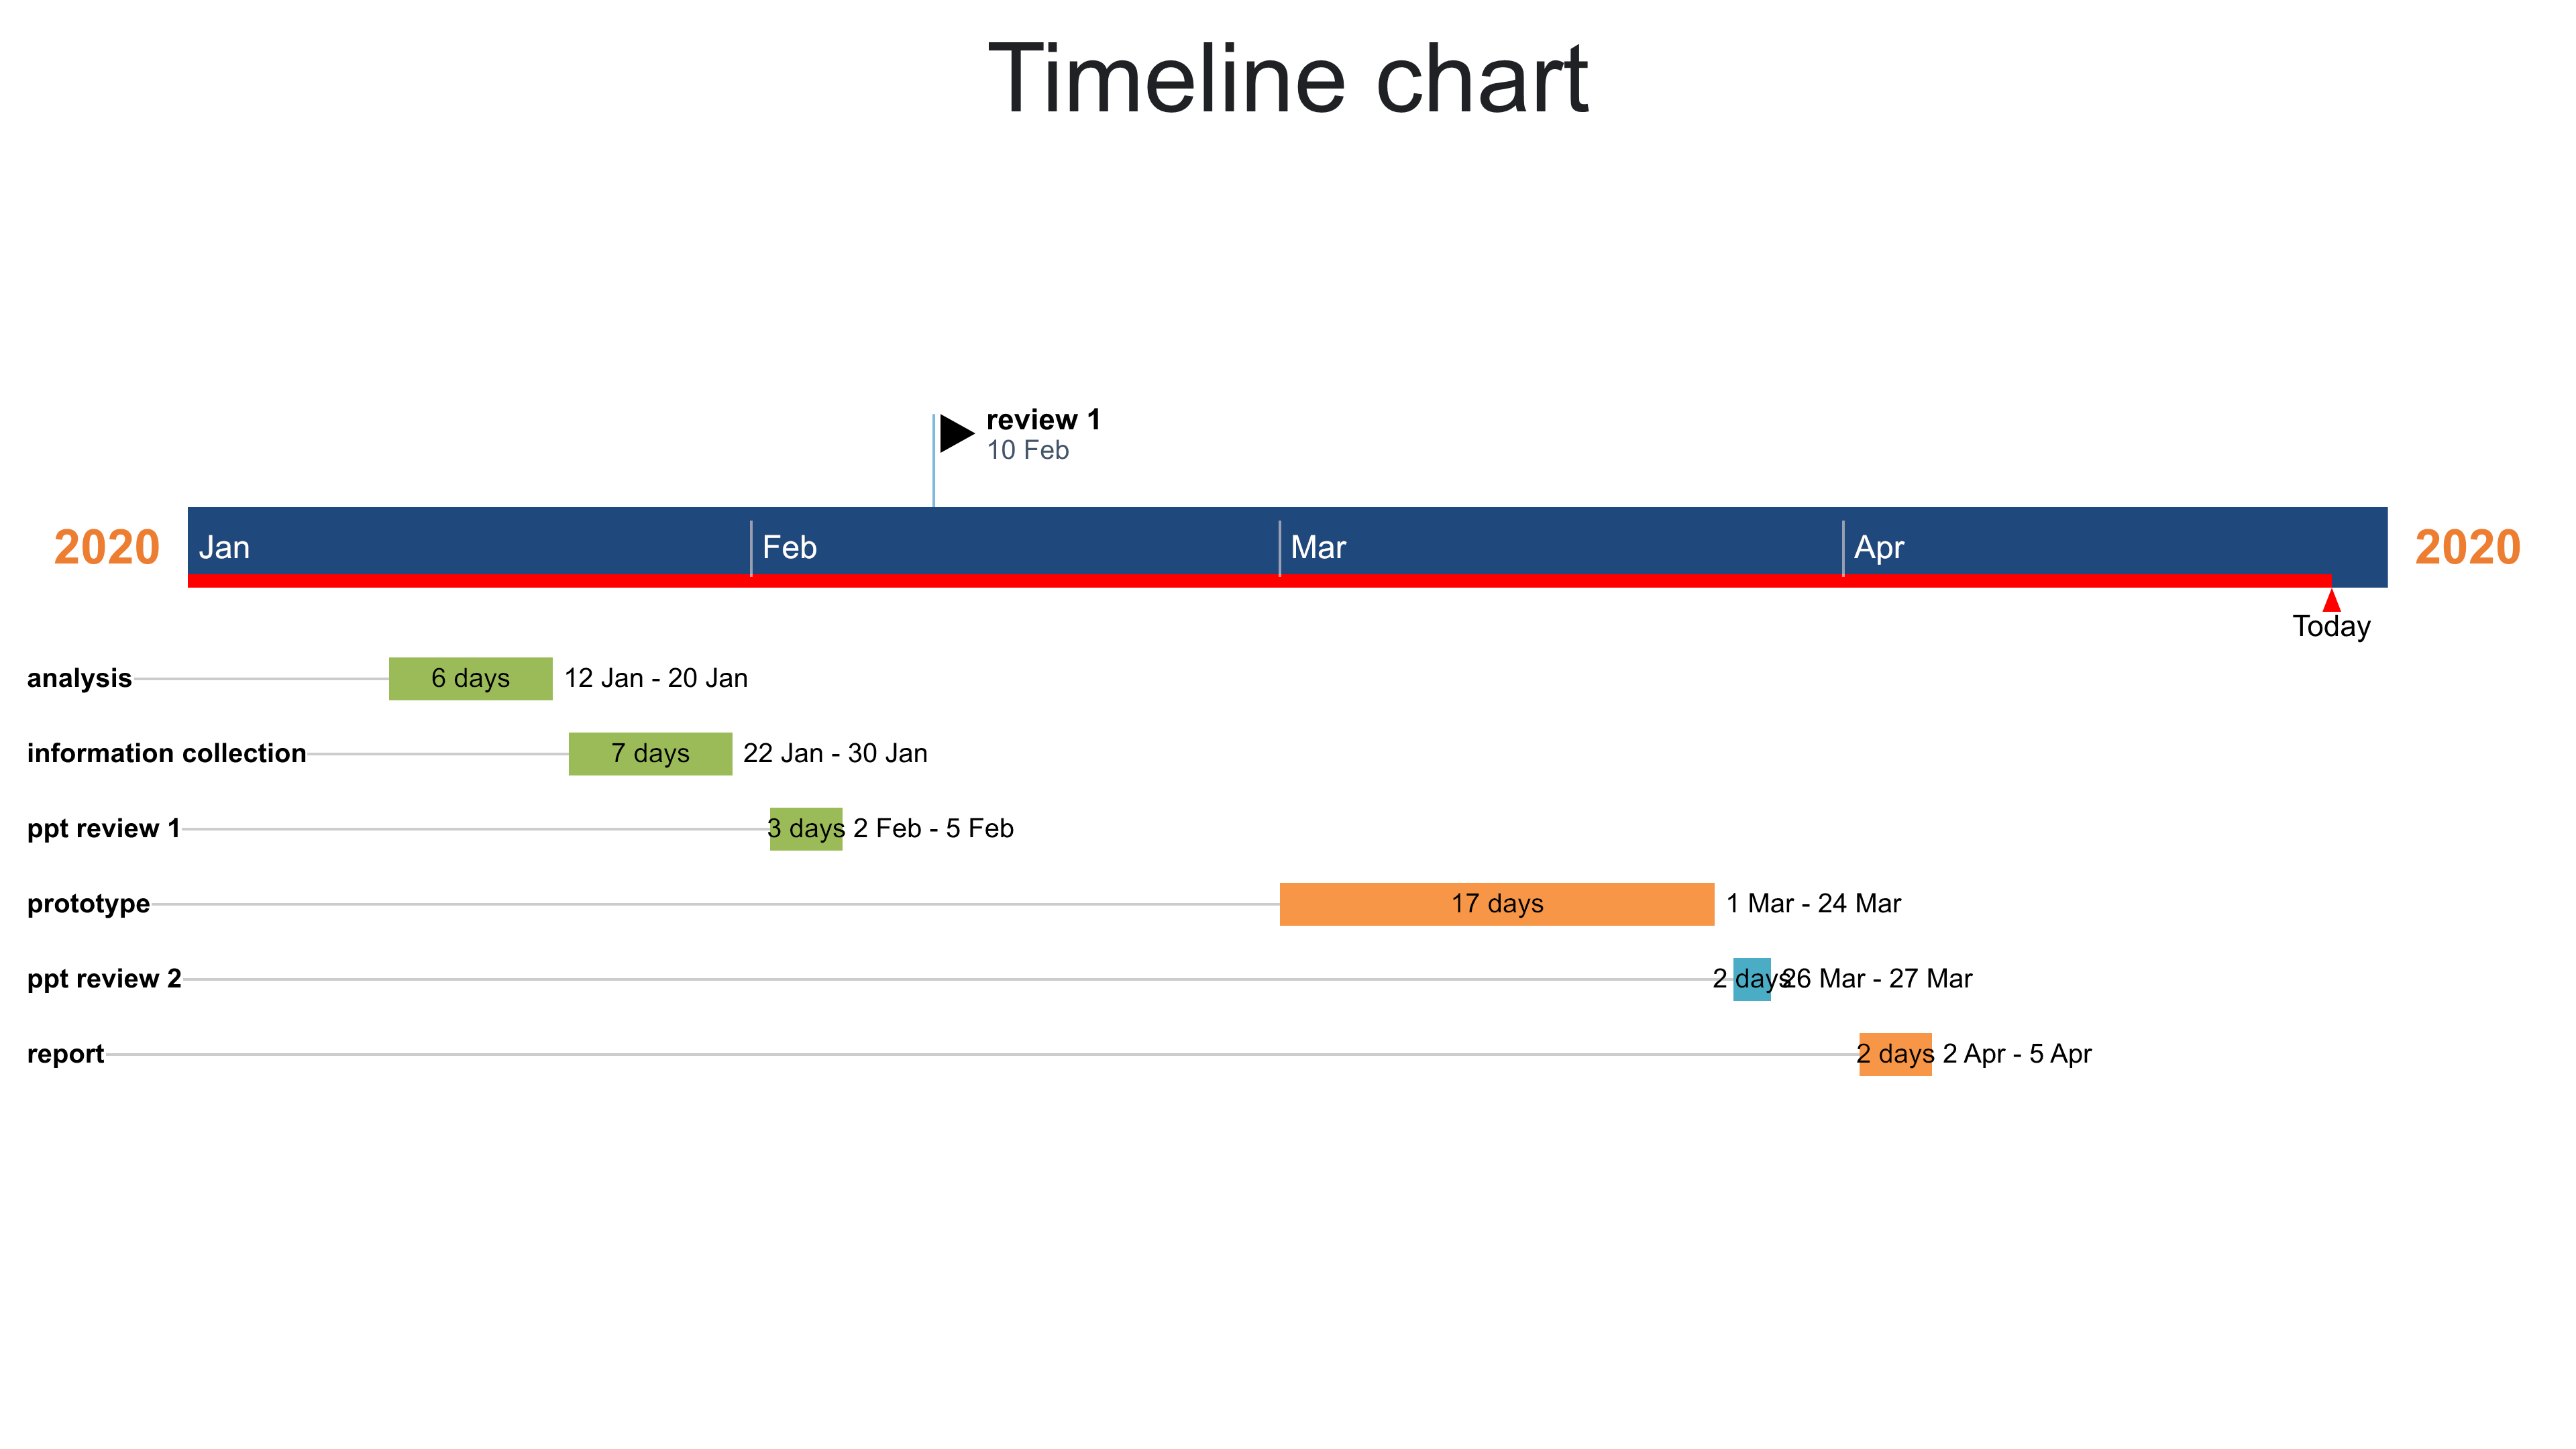 Timeline chart
review 1
10 Feb
2020 Jan Feb Mar Apr 2020
Today
analysis 6 days 12 Jan - 20 Jan
information collection 7 days 22 Jan - 30 Jan
ppt review 1 3 days 2 Feb - 5 Feb
prototype 17 days 1 Mar - 24 Mar
ppt review 2 2 days 26 Mar - 27 Mar
report 2 days 2 Apr - 5 Apr